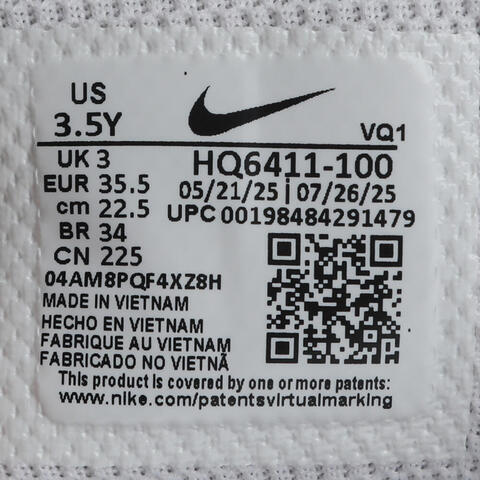 US
3.5Y
VQ1
UK 3
HQ6411-100
EUR 35.5
05/21/25 | 07/26/25
cm 22.5
UPC 00198484291479
BR 34
CN 225
04AM8PQF4XZ8H
MADE IN VIETNAM
HECHO EN VIETNAM
FABRIQUE AU VIETNAM
FABRICADO NO VIETNÃ
This product is covered by one or more patents:
www.nike.com/patentsvirtualmarking